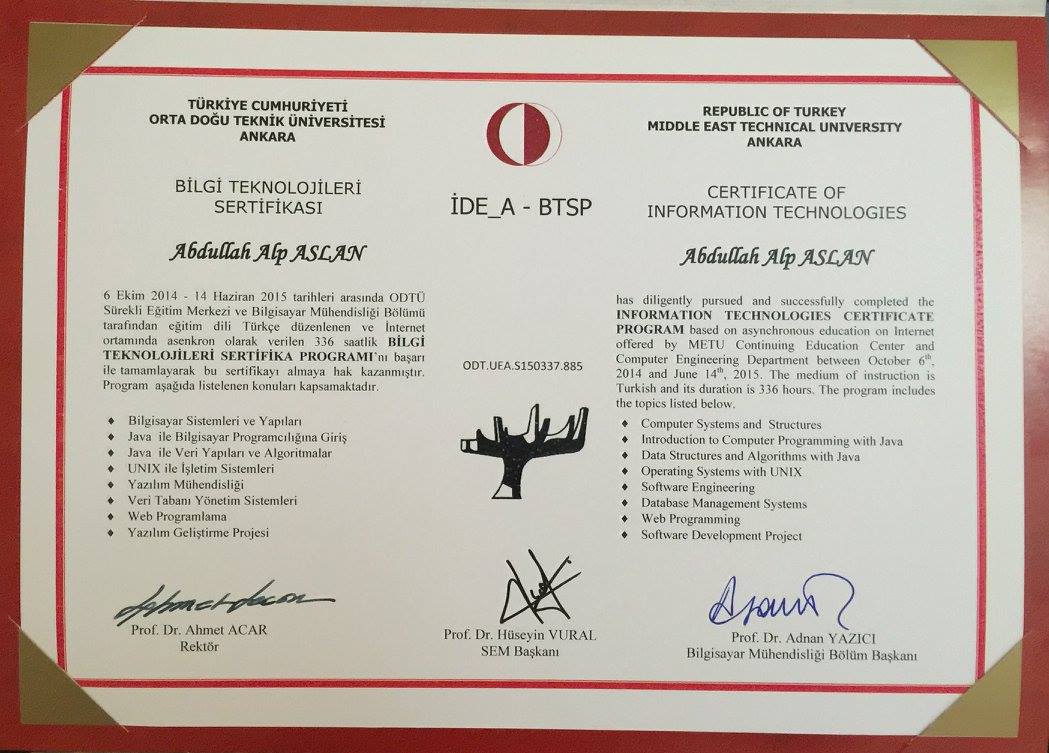 TÜRKİYE CUMHURİYETİ
ORTA DOĞU TEKNİK ÜNİVERSİTESİ
ANKARA
BİLGİ TEKNOLOJİLERİ
SERTİFİKASI
Abdullah Alp ASLAN
6 Ekim 2014 - 14 Haziran 2015 tarihleri arasında ODTÜ
Sürekli Eğitim Merkezi ve Bilgisayar Mühendisliği Bölümü
tarafından eğitim dili Türkçe düzenlenen ve İnternet
ortamında asenkron olarak verilen 336 saatlik BİLGİ
TEKNOLOJİLERİ SERTİFİKA PROGRAMI'nı başarı
ile tamamlayarak bu sertifikayı almaya hak kazanmıştır.
Program aşağıda listelenen konuları kapsamaktadır.
♦ Bilgisayar Sistemleri ve Yapıları
♦ Java ile Bilgisayar Programcılığına Giriş
♦ Java ile Veri Yapıları ve Algoritmalar
♦ UNIX ile İşletim Sistemleri
♦ Yazılım Mühendisliği
♦ Veri Tabanı Yönetim Sistemleri
♦ Web Programlama
♦ Yazılım Geliştirme Projesi
Prof. Dr. Ahmet ACAR
Rektör
İDE_A - BTSP
ODT.UEA.S150337.885
Prof. Dr. Hüseyin VURAL
SEM Başkanı
REPUBLIC OF TURKEY
MIDDLE EAST TECHNICAL UNIVERSITY
ANKARA
CERTIFICATE OF
INFORMATION TECHNOLOGIES
Abdullah Alp ASLAN
has diligently pursued and successfully completed the
INFORMATION TECHNOLOGIES CERTIFICATE
PROGRAM based on asynchronous education on Internet
offered by METU Continuing Education Center and
Computer Engineering Department between October 6th,
2014 and June 14th, 2015. The medium of instruction is
Turkish and its duration is 336 hours. The program includes
the topics listed below.
♦ Computer Systems and Structures
♦ Introduction to Computer Programming with Java
♦ Data Structures and Algorithms with Java
♦ Operating Systems with UNIX
♦ Software Engineering
♦ Database Management Systems
♦ Web Programming
♦ Software Development Project
Prof. Dr. Adnan YAZICI
Bilgisayar Mühendisliği Bölüm Başkanı